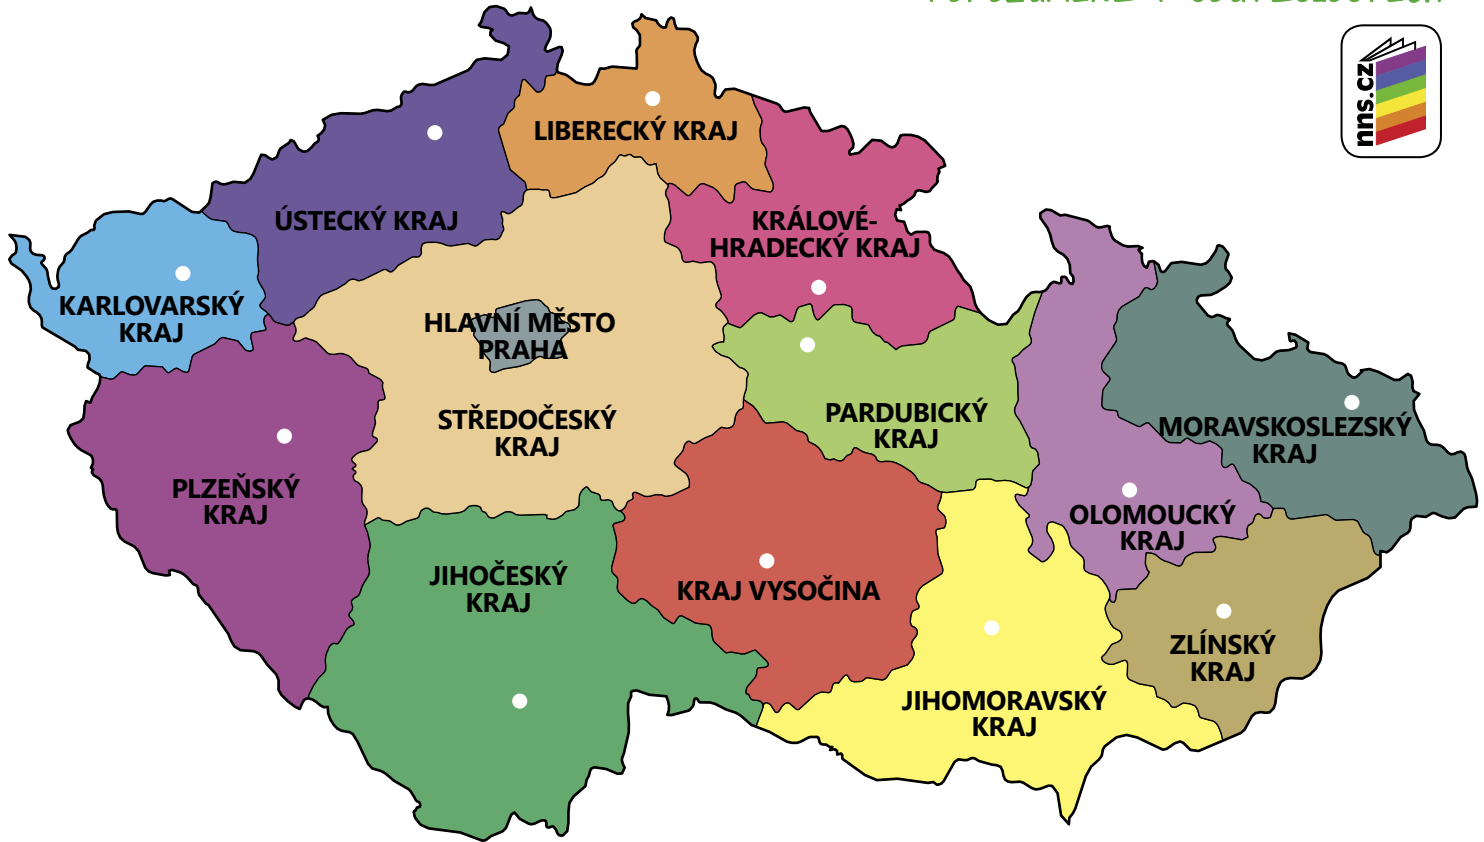 nns.cz
LIBERECKÝ KRAJ
ÚSTECKÝ KRAJ
KRÁLOVÉ-
HRADECKÝ KRAJ
KARLOVARSKÝ
KRAJ
HLAVNÍ MĚSTO
PRAHA
STŘEDOČESKÝ
KRAJ
PARDUBICKÝ
KRAJ
MORAVSKOSLEZSKÝ
KRAJ
PLZEŇSKÝ
KRAJ
OLOMOUCKÝ
KRAJ
JIHOČESKÝ
KRAJ
KRAJ VYSOČINA
ZLÍNSKÝ
KRAJ
JIHOMORAVSKÝ
KRAJ